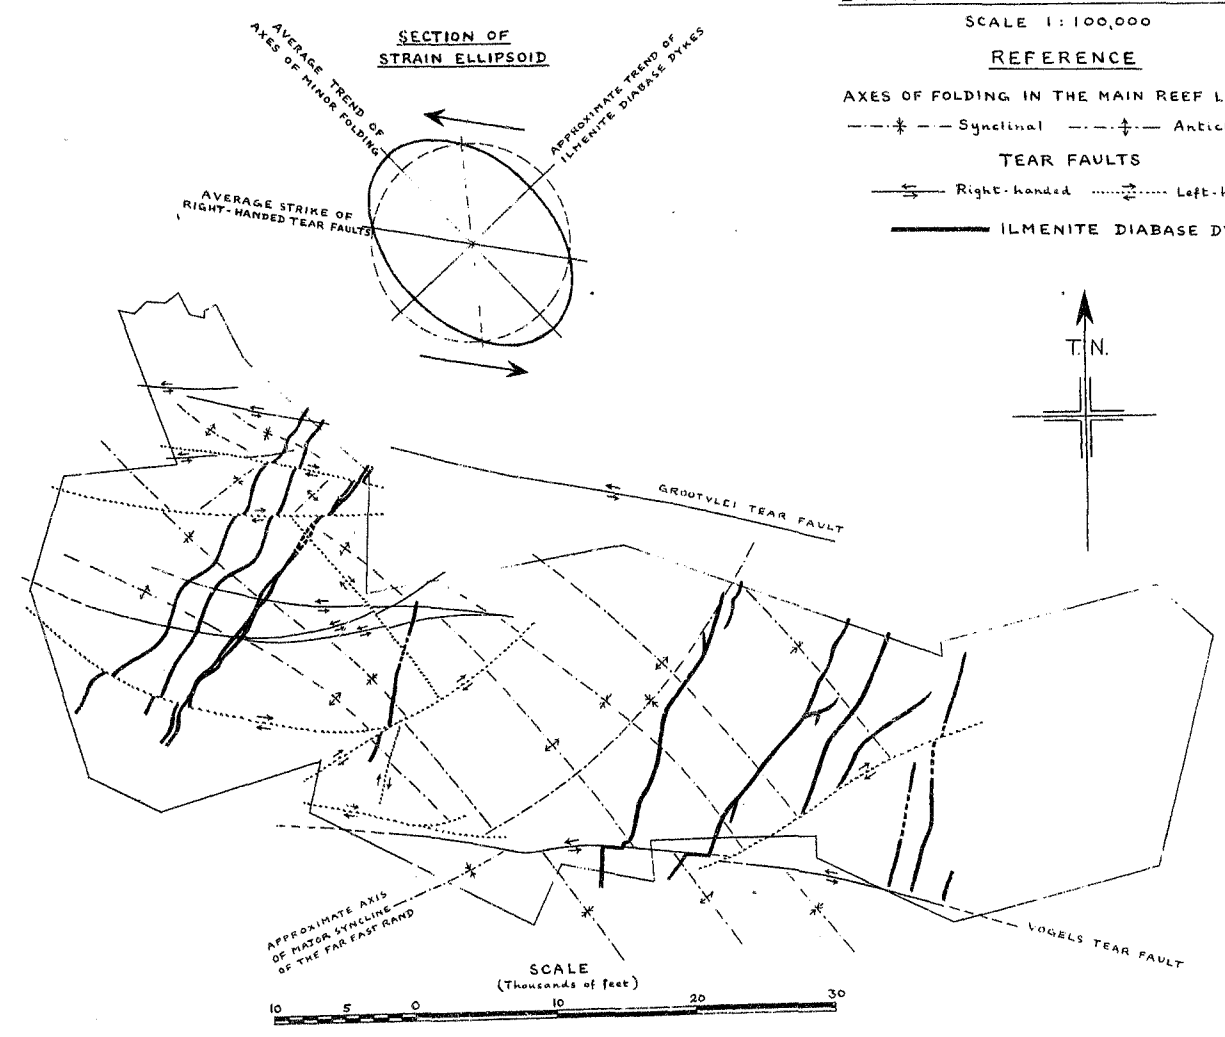 SECTION OF
STRAIN ELLIPSOID
AVERAGE TREND OF
AXES OF MINOR FOLDING
APPROXIMATE TREND OF
ILMENITE DIABASE DYKES
AVERAGE STRIKE OF
RIGHT-HANDED TEAR FAULTS
SCALE 1:100,000
REFERENCE
AXES OF FOLDING IN THE MAIN REEF L
Synclinal
Antic
TEAR FAULTS
Right-handed
Left-h
ILMENITE DIABASE D
T. N.
GROOTVLEI TEAR FAULT
APPROXIMATE AXIS
OF MAJOR SYNCLINE
OF THE FAR EAST RAND
VOGELS TEAR FAULT
SCALE
(Thousands of feet)
10 5 0 10 20 30